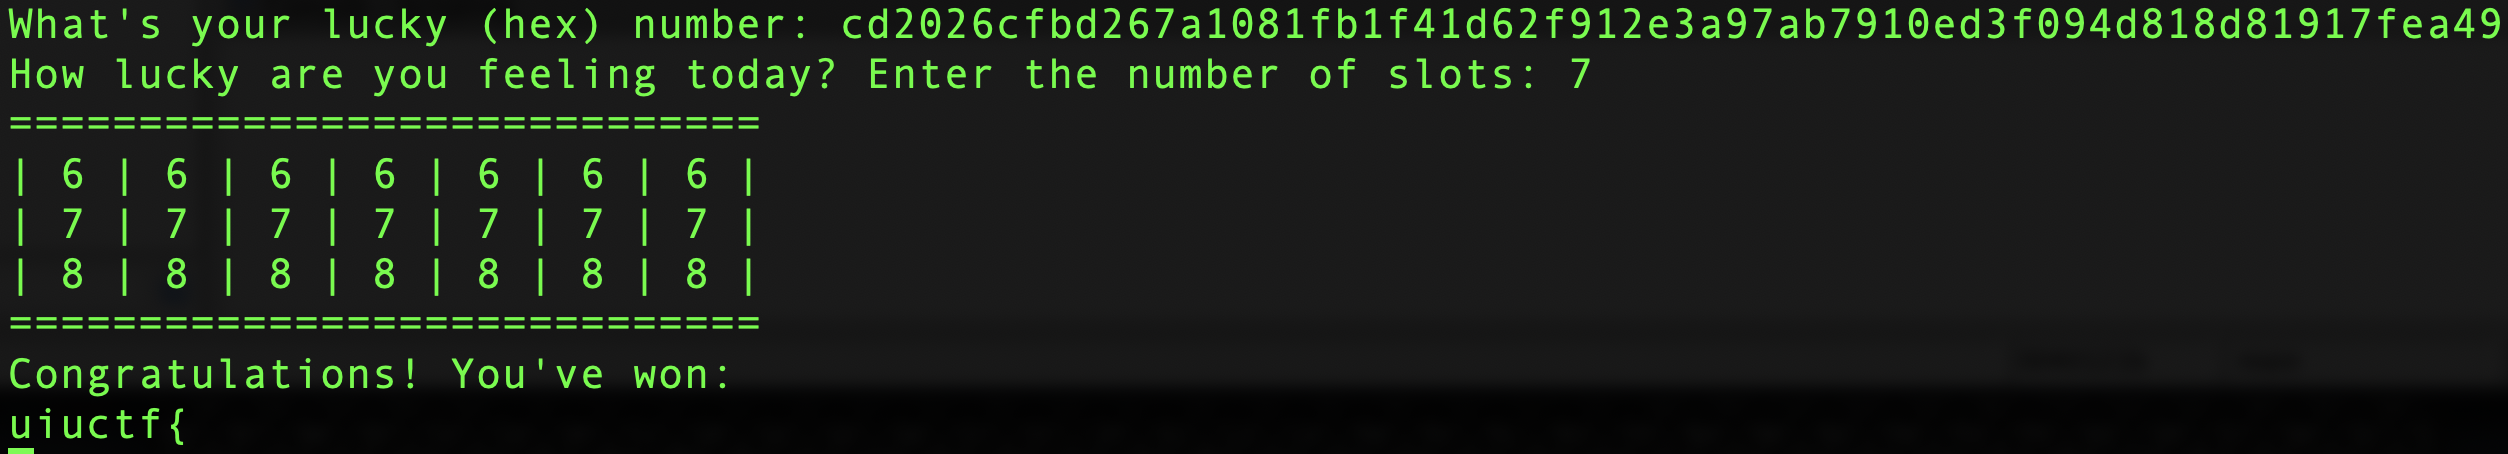 What's your lucky (hex) number: cd2026cfbd267a1081fb1f41d62f912e3a97ab7910ed3f094d818d81917fea49
How lucky are you feeling today? Enter the number of slots: 7
=============================
| 6 | 6 | 6 | 6 | 6 | 6 | 6 |
| 7 | 7 | 7 | 7 | 7 | 7 | 7 |
| 8 | 8 | 8 | 8 | 8 | 8 | 8 |
=============================
Congratulations! You've won:
uiuctf{